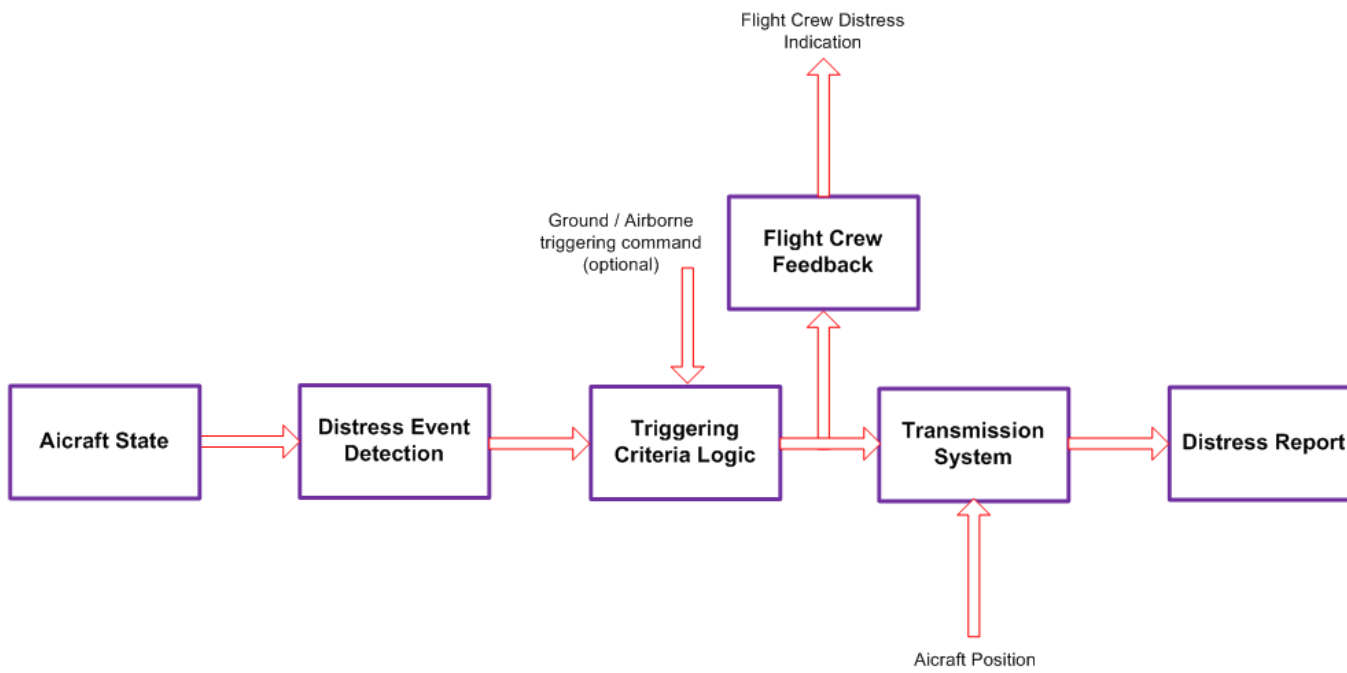 Flight Crew Distress
Indication
Ground / Airborne
triggering command
(optional)
Flight Crew
Feedback
Aicraft State
Distress Event
Detection
Triggering
Criteria Logic
Transmission
System
Distress Report
Aicraft Position